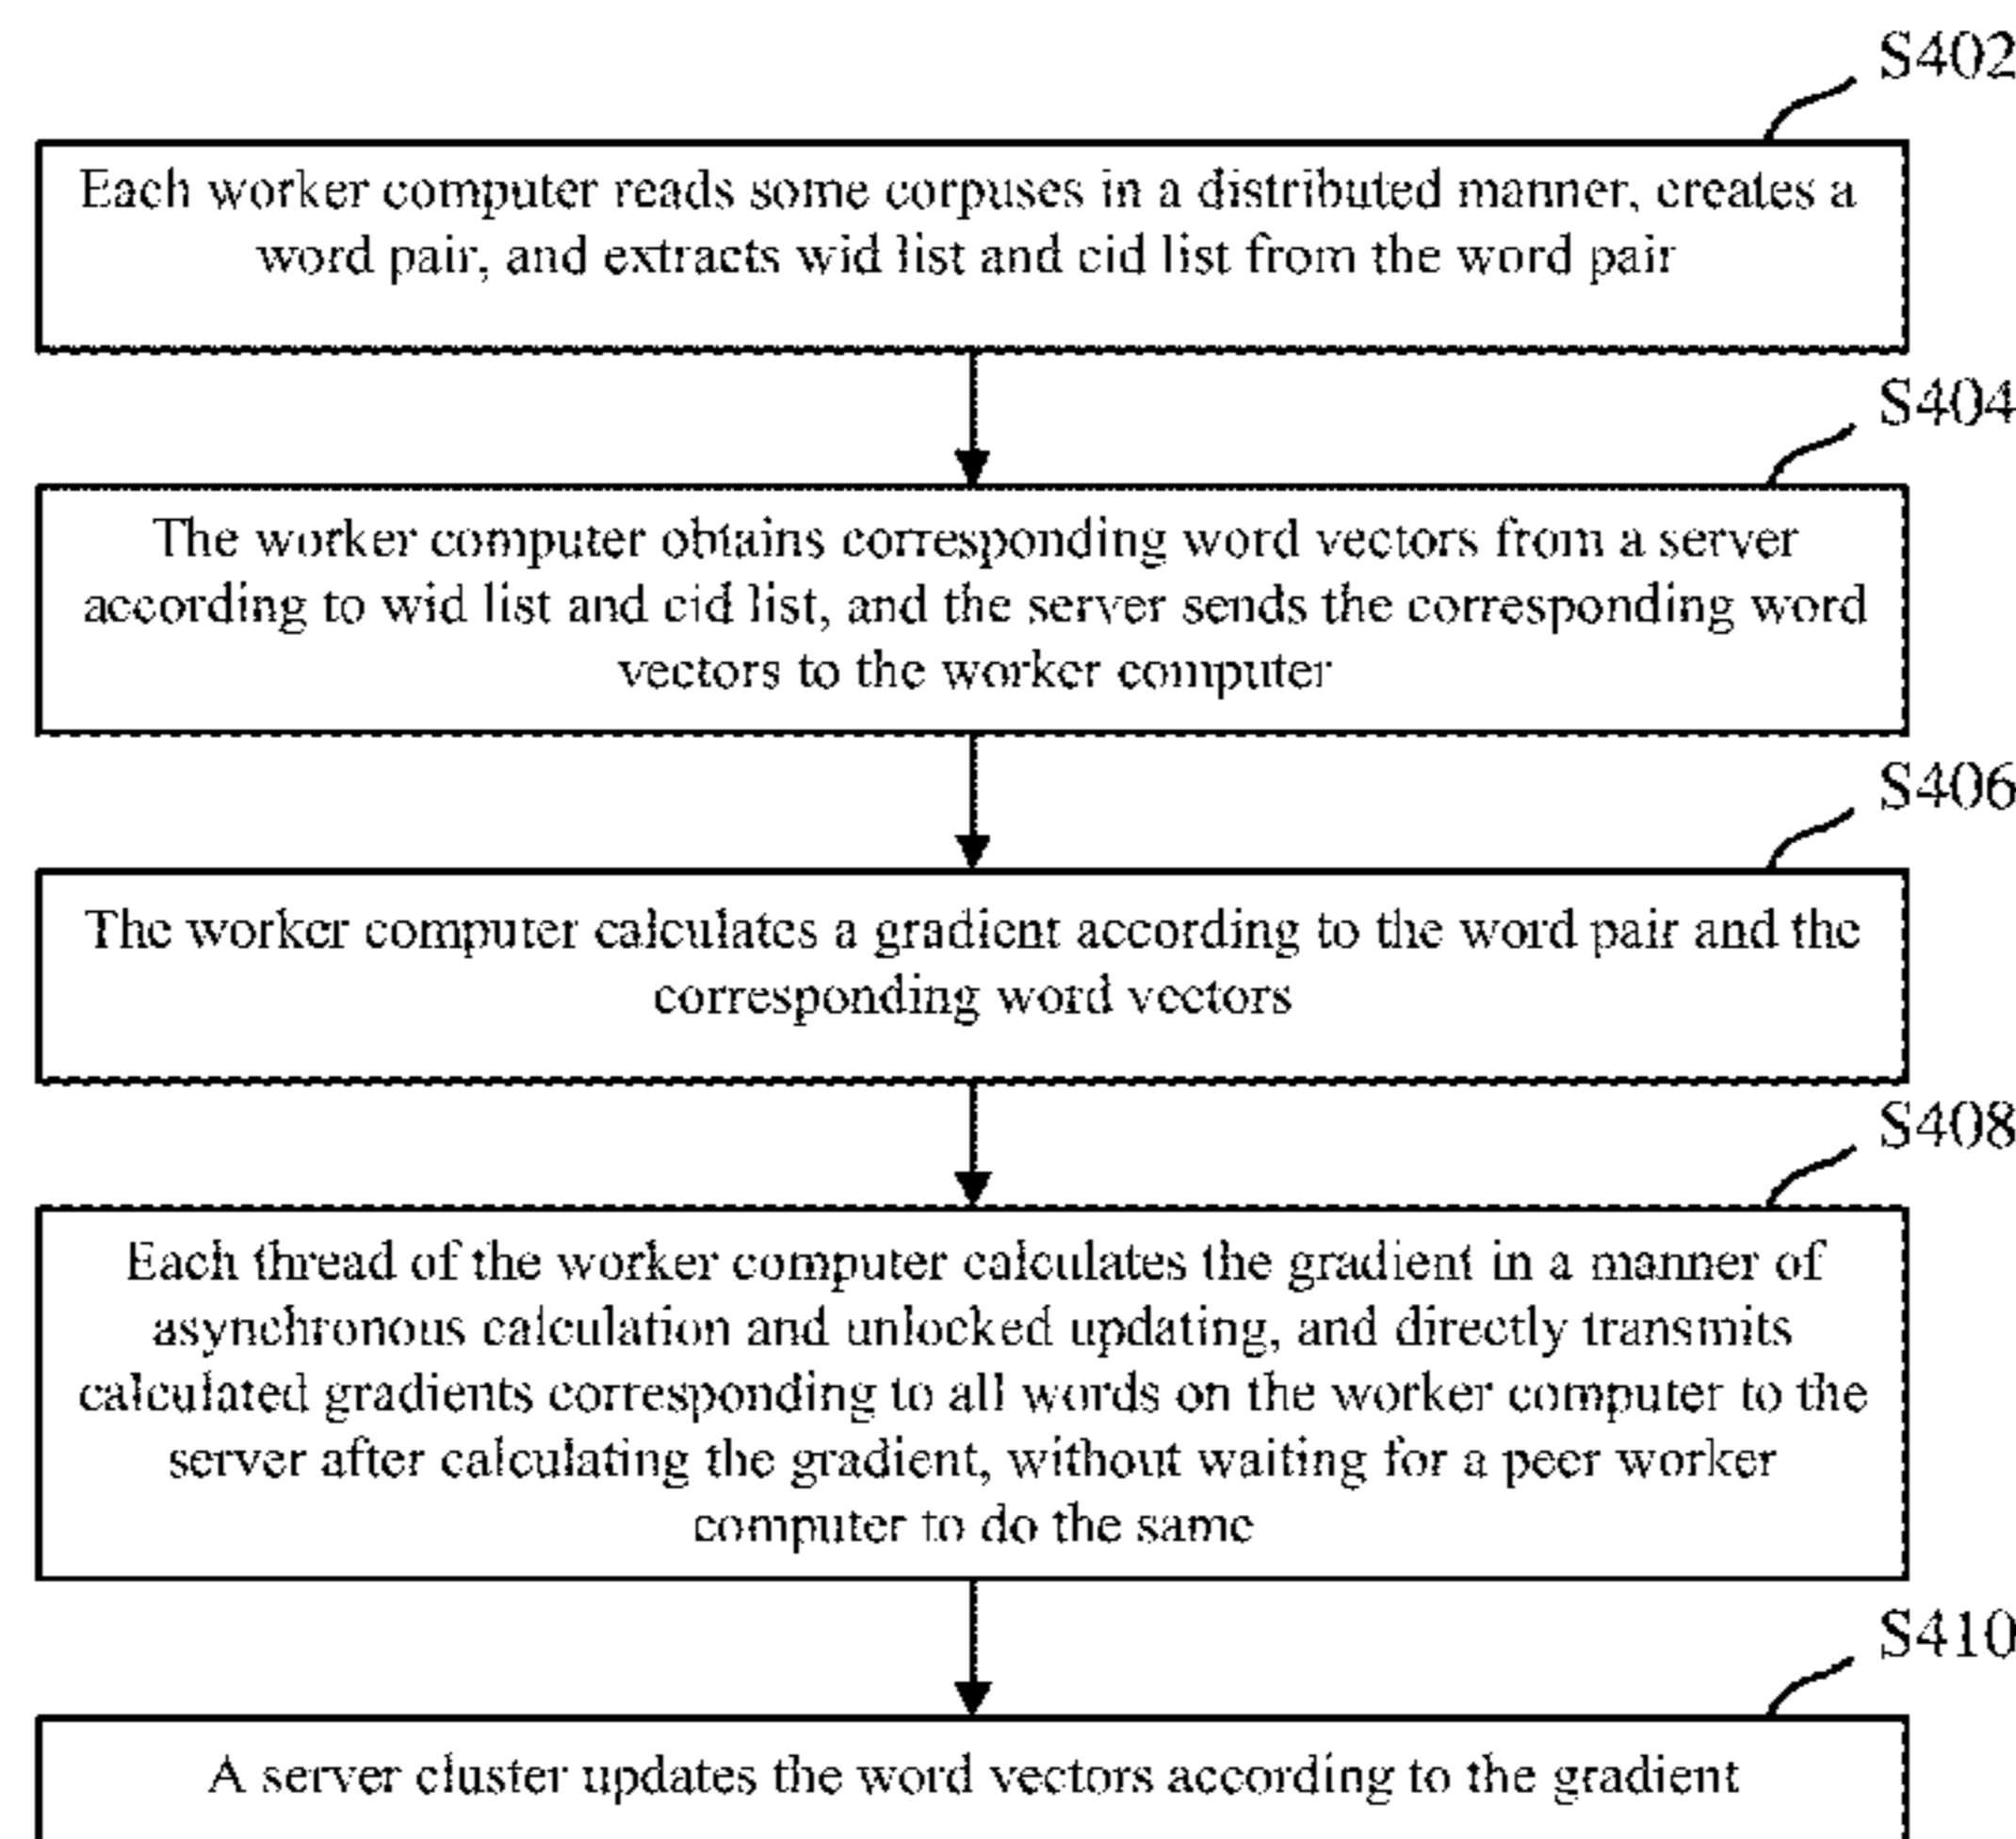 S402
Each worker computer reads some corpuses in a distributed manner, creates a
word pair, and extracts wid list and cid list from the word pair
S404
The worker computer obtains corresponding word vectors from a server
according to wid list and cid list, and the server sends the corresponding word
vectors to the worker computer
S406
The worker computer calculates a gradient according to the word pair and the
corresponding word vectors
S408
Each thread of the worker computer calculates the gradient in a manner of
asynchronous calculation and unlocked updating, and directly transmits
calculated gradients corresponding to all words on the worker computer to the
server after calculating the gradient, without waiting for a peer worker
computer to do the same
S410
A server cluster updates the word vectors according to the gradient